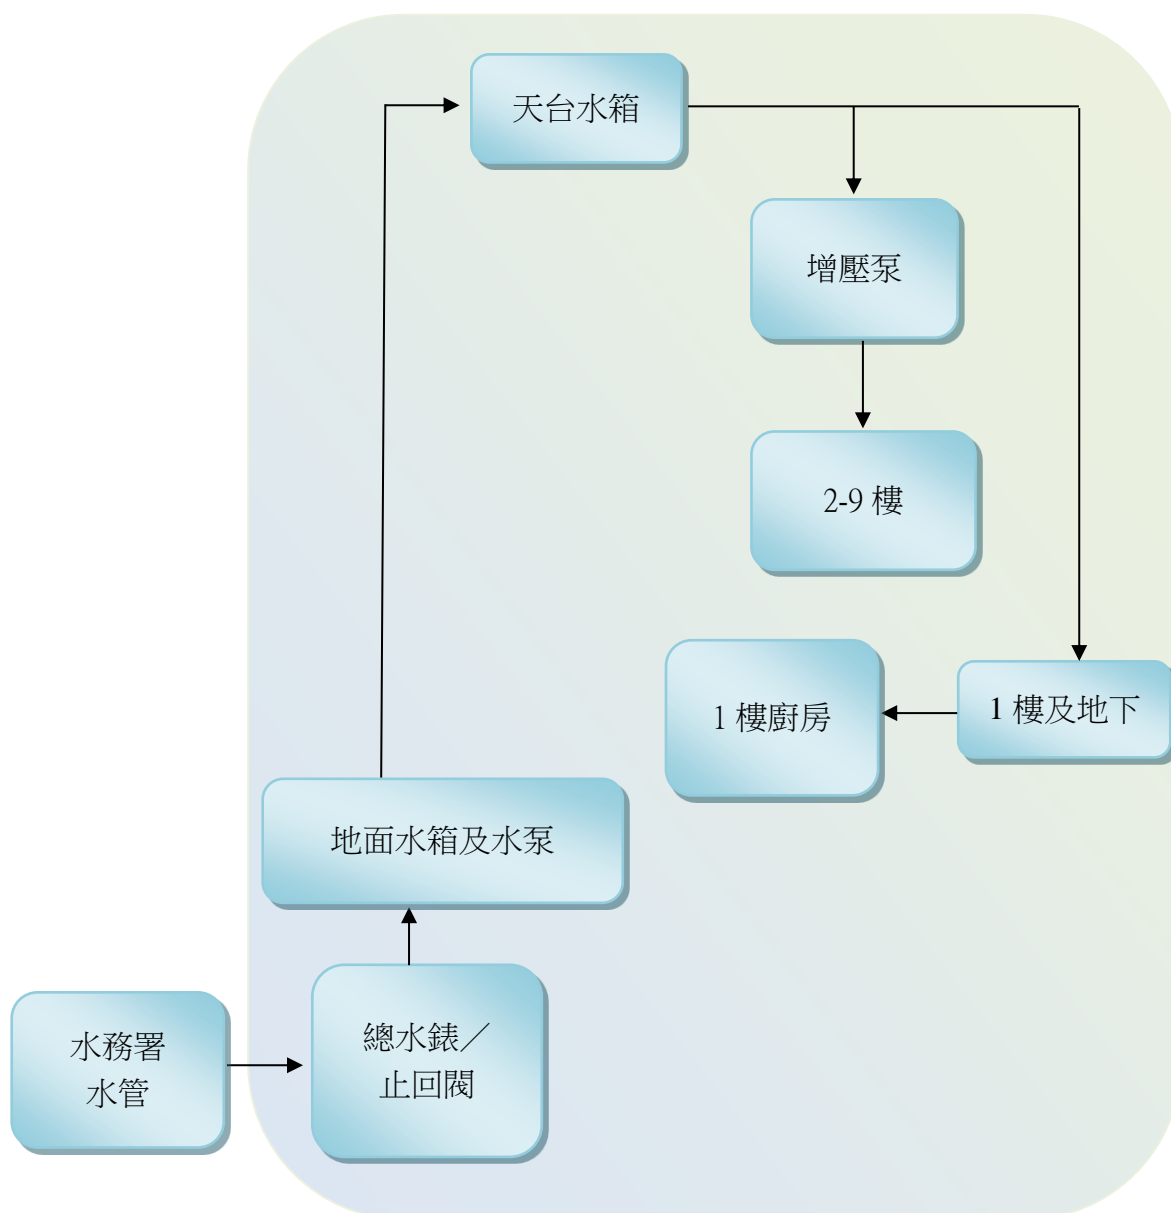 天台水箱
增壓泵
2-9 樓
1 樓廚房
1 樓及地下
地面水箱及水泵
總水錶／
止回閥
水務署
水管